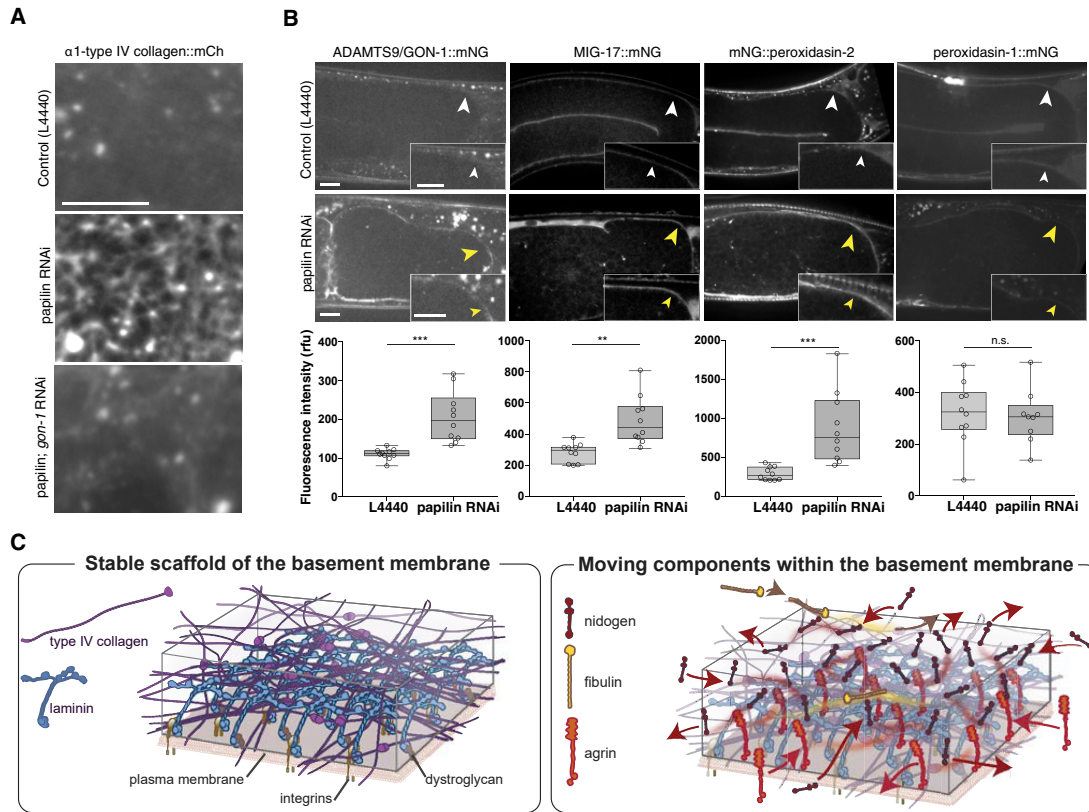 A
α1-type IV collagen::mCh
Control (L4440)
papilin RNAi
papilin; gon-1 RNAi
B
ADAMTS9/GON-1::mNG
MIG-17::mNG
mNG::peroxidasin-2
peroxidasin-1::mNG
Control (L4440)
papilin RNAi
Fluorescence intensity (rfu)
400
300
200
100
0
***
L4440 papilin RNAi
1000
800
600
400
200
0
**
L4440 papilin RNAi
2000
1500
1000
500
0
***
L4440 papilin RNAi
600
400
200
0
n.s.
L4440 papilin RNAi
C
Stable scaffold of the basement membrane
type IV collagen
laminin
plasma membrane
integrins
dystroglycan
Moving components within the basement membrane
nidogen
fibulin
agrin